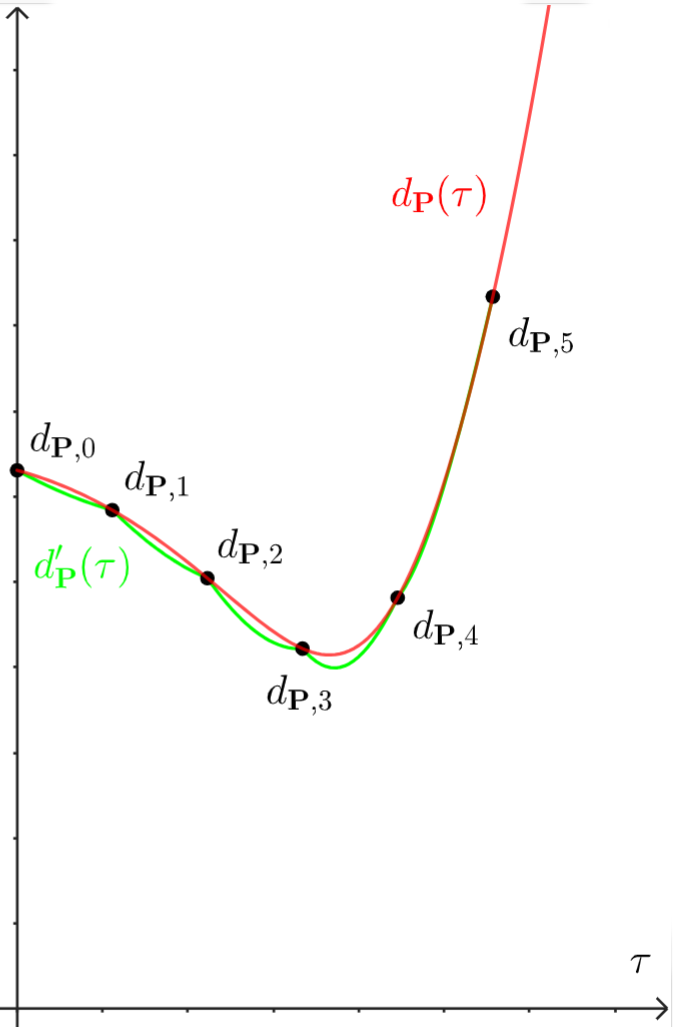 d_P(τ)
d_P,5
d_P,0
d_P,1
d_P,2
d′_P(τ)
d_P,4
d_P,3
τ